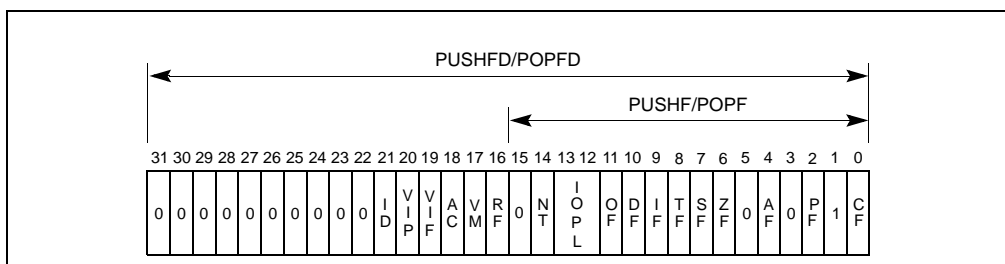 PUSHFD/POPFD
PUSHF/POPF
31 30 29 28 27 26 25 24 23 22 21 20 19 18 17 16 15 14 13 12 11 10 9 8 7 6 5 4 3 2 1 0
0 0 0 0 0 0 0 0 0 0 ID VIP VIF AC VM RF 0 NT IOPL OF DF IF TF SF ZF 0 AF 0 PF 1 CF